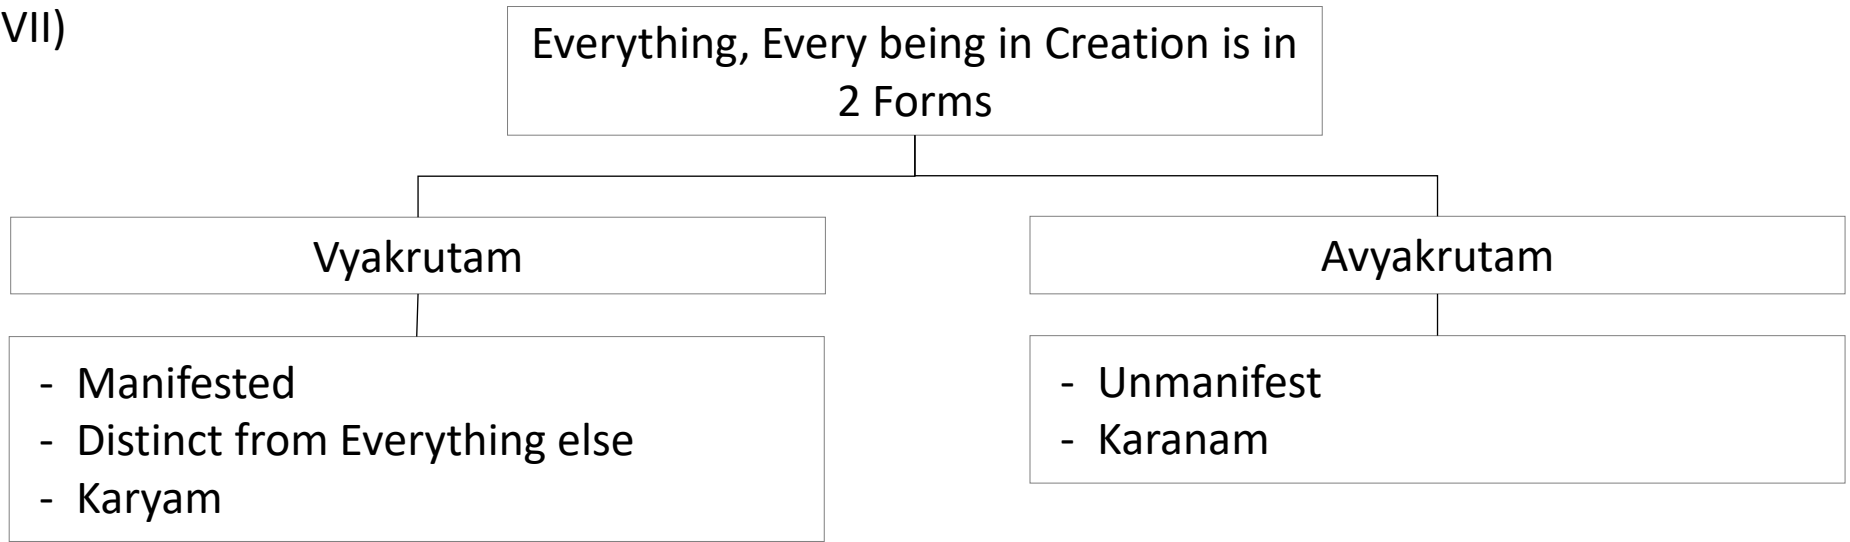 VII)
Everything, Every being in Creation is in
2 Forms
Vyakrutam
Avyakrutam
- Manifested
- Distinct from Everything else
- Karyam
- Unmanifest
- Karanam